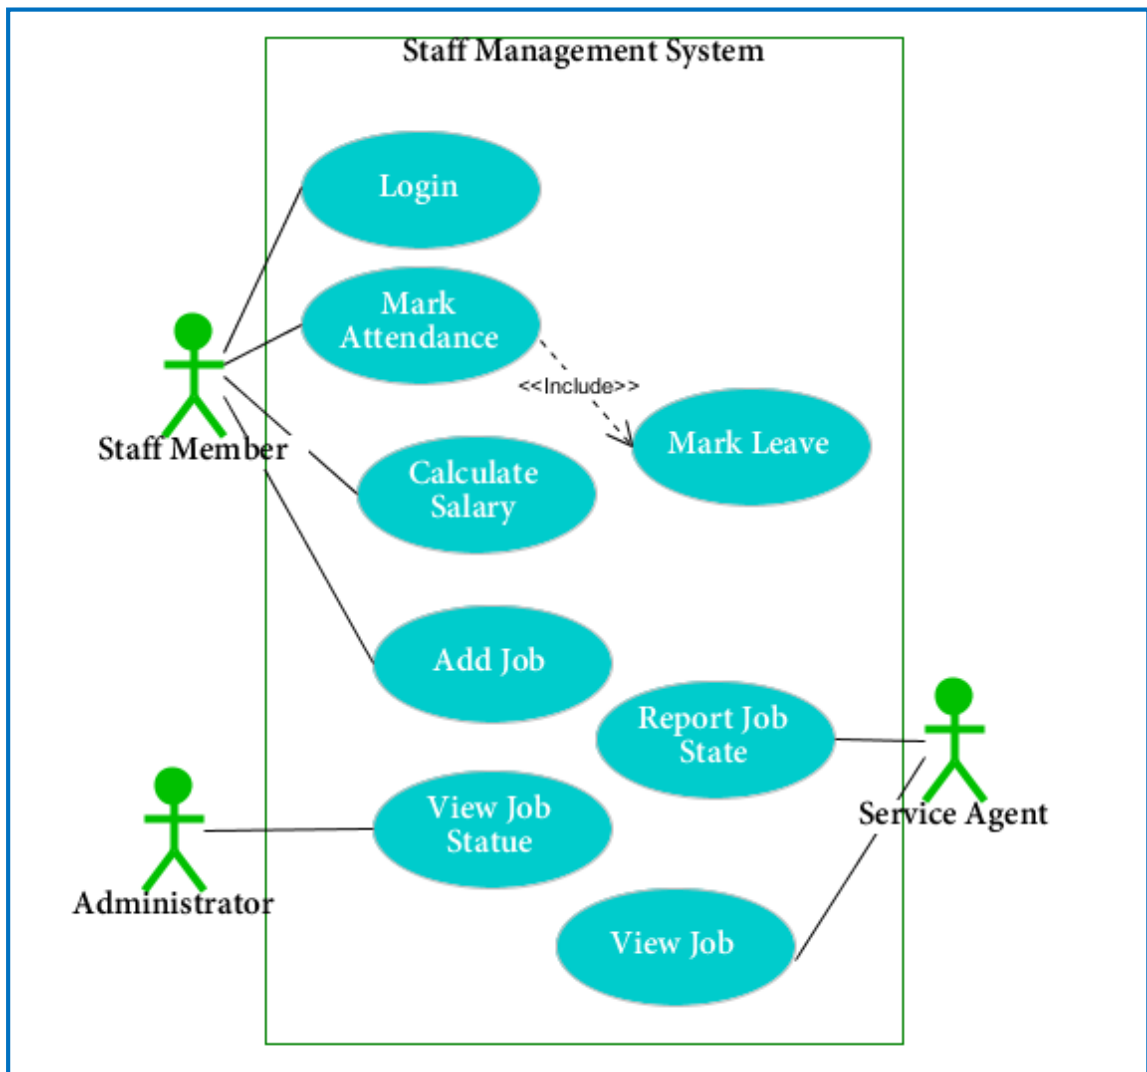 Staff Management System
Login
Mark
Attendance
<<Include>>
Mark Leave
Staff Member
Calculate
Salary
Add Job
Report Job
State
Service Agent
View Job
Statue
Administrator
View Job